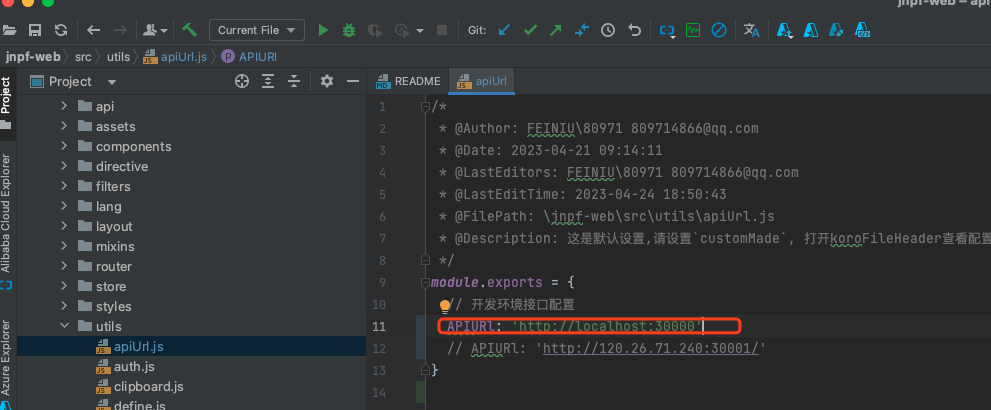 jnpf-web – api
Current File
Git:
jnpf-web
src
utils
apiUrl.js
APIURl
Project
README
apiUrl
Project
Alibaba Cloud Explorer
Azure Explorer
api
assets
components
directive
filters
lang
layout
mixins
router
store
styles
utils
apiUrl.js
auth.js
clipboard.js
define.js
1 /*
2 * @Author: FEINIU\80971 809714866@qq.com
3 * @Date: 2023-04-21 09:14:11
4 * @LastEditors: FEINIU\80971 809714866@qq.com
5 * @LastEditTime: 2023-04-24 18:50:43
6 * @FilePath: \jnpf-web\src\utils\apiUrl.js
7 * @Description: 这是默认设置,请设置`customMade`, 打开koroFileHeader查看配置
8 */
9 module.exports = {
10 // 开发环境接口配置
11 APIURl: 'http://localhost:30000'
12 // APIURl: 'http://120.26.71.240:30001/'
13 }
14